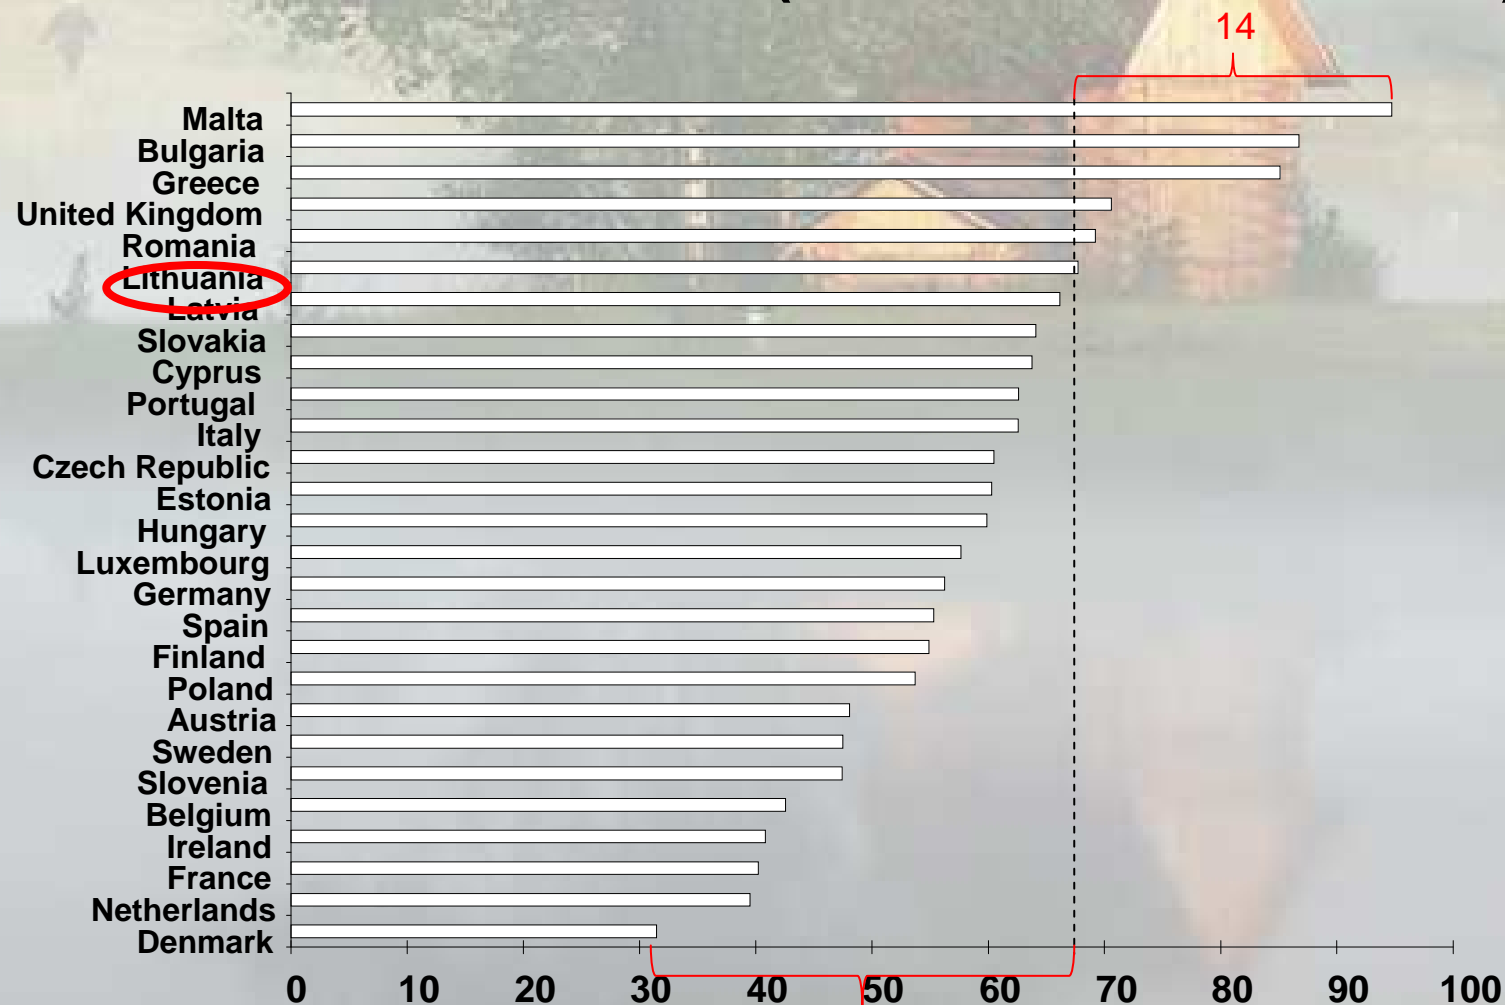 (
14
Malta
Bulgaria
Greece
United Kingdom
Romania
Lithuania
Latvia
Slovakia
Cyprus
Portugal
Italy
Czech Republic
Estonia
Hungary
Luxembourg
Germany
Spain
Finland
Poland
Austria
Sweden
Slovenia
Belgium
Ireland
France
Netherlands
Denmark
0 10 20 30 40 50 60 70 80 90 100